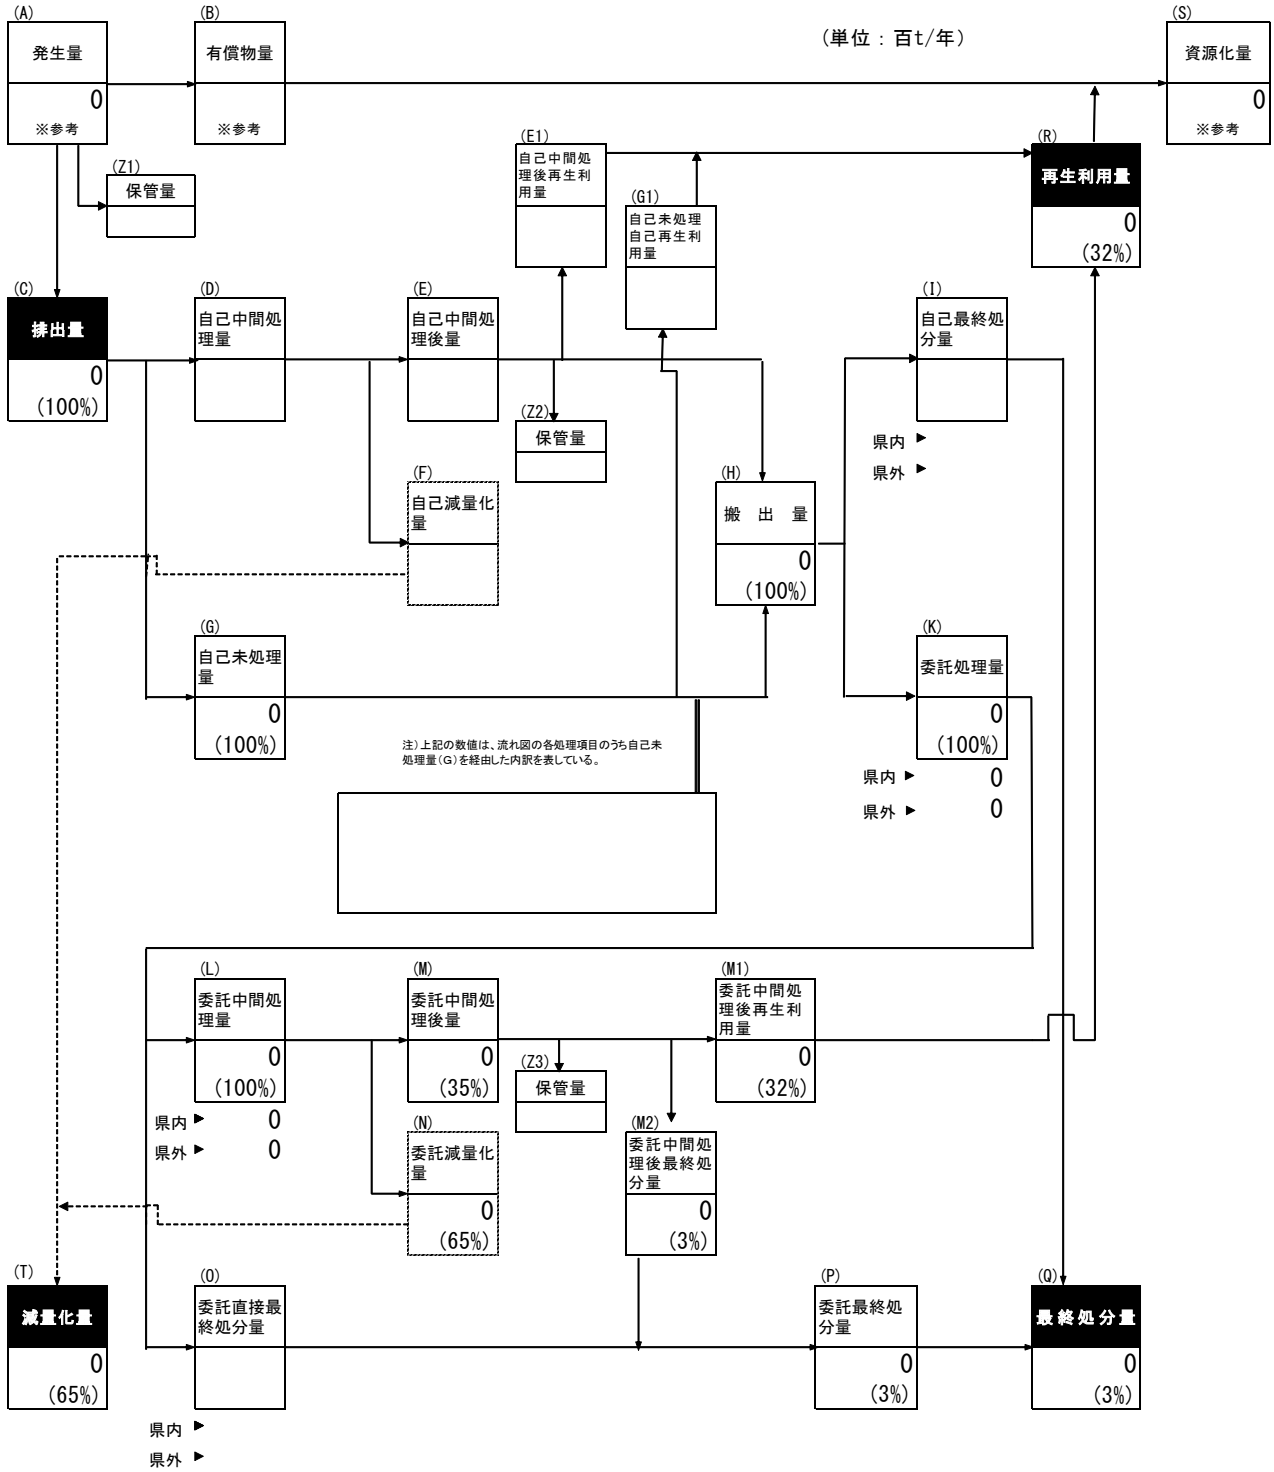 (A)
発生量
0
※参考
(B)
有償物量
※参考
(単位：百t/年)
(S)
資源化量
0
※参考
(Z1)
保管量
(E1)
自己中間処
理後再生利
用量
(G1)
自己未処理
自己再生利
用量
(R)
再生利用量
0
(32%)
(C)
排出量
0
(100%)
(D)
自己中間処
理量
(E)
自己中間処
理後量
(I)
自己最終処
分量
県内 ▶
県外 ▶
(Z2)
保管量
(F)
自己減量化
量
(H)
搬 出 量
0
(100%)
(G)
自己未処理
量
0
(100%)
(K)
委託処理量
0
(100%)
県内 ▶ 0
県外 ▶ 0
注)上記の数値は、流れ図の各処理項目のうち自己未
処理量(G)を経由した内訳を表している。
(L)
委託中間処
理量
0
(100%)
県内 ▶ 0
県外 ▶ 0
(M)
委託中間処
理後量
0
(35%)
(Z3)
保管量
(M1)
委託中間処
理後再生利
用量
0
(32%)
(N)
委託減量化
量
0
(65%)
(M2)
委託中間処
理後最終処
分量
0
(3%)
(T)
減量化量
0
(65%)
(O)
委託直接最
終処分量
県内 ▶
県外 ▶
(P)
委託最終処
分量
0
(3%)
(Q)
最終処分量
0
(3%)